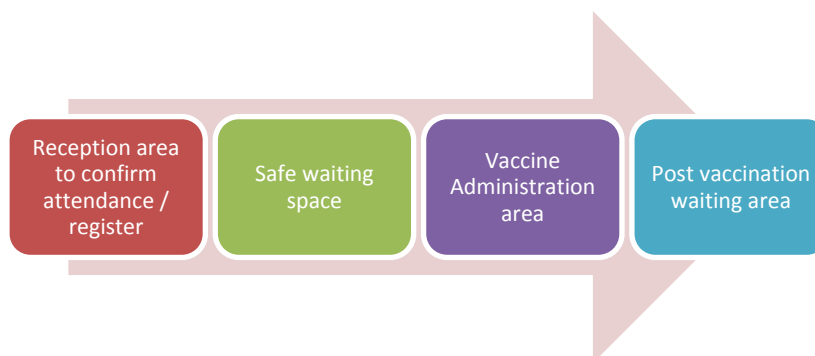 Reception area
to confirm
attendance /
register
Safe waiting
space
Vaccine
Administration
area
Post vaccination
waiting area